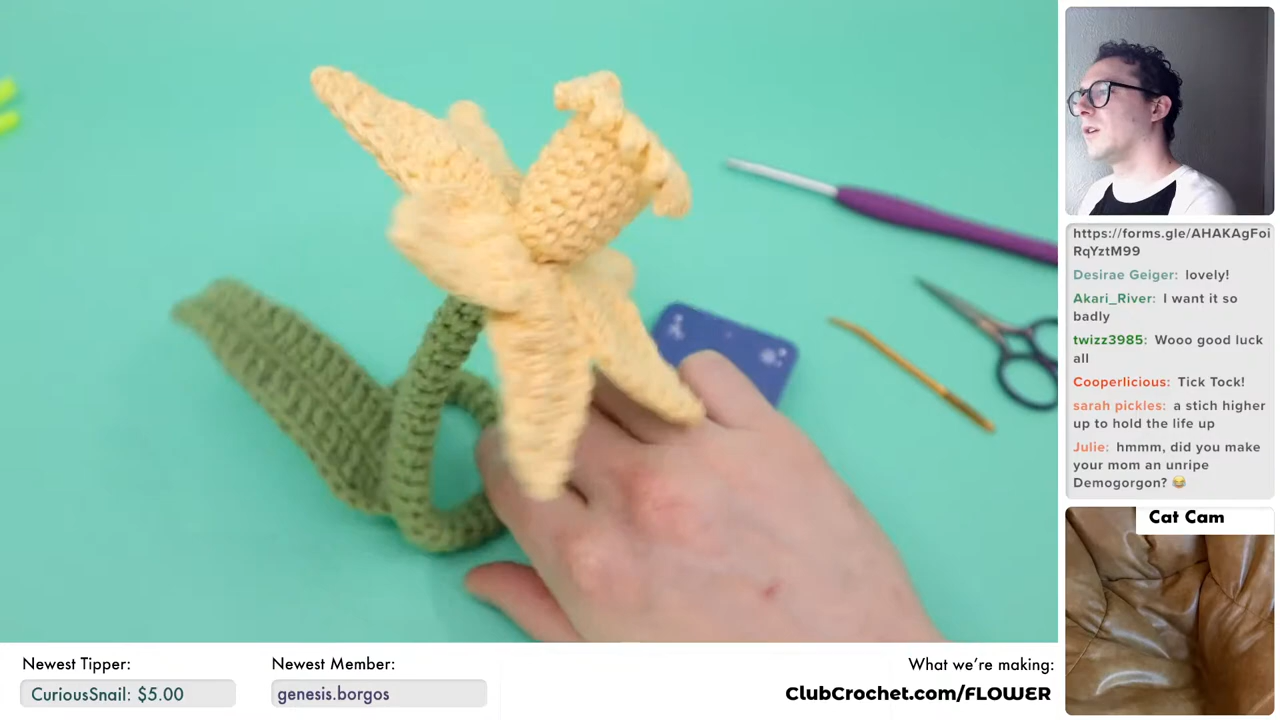 https://forms.gle/AHAKAgFoi
RqYztM99
Desirae Geiger: lovely!
Akari_River: I want it so
badly
twizz3985: Wooo good luck
all
Cooperlicious: Tick Tock!
sarah pickles: a stich higher
up to hold the life up
Julie: hmmm, did you make
your mom an unripe
Demogorgon? 😂
Cat Cam
Newest Tipper:
CuriousSnail: $5.00
Newest Member:
genesis.borgos
What we're making:
ClubCrochet.com/FLOWER